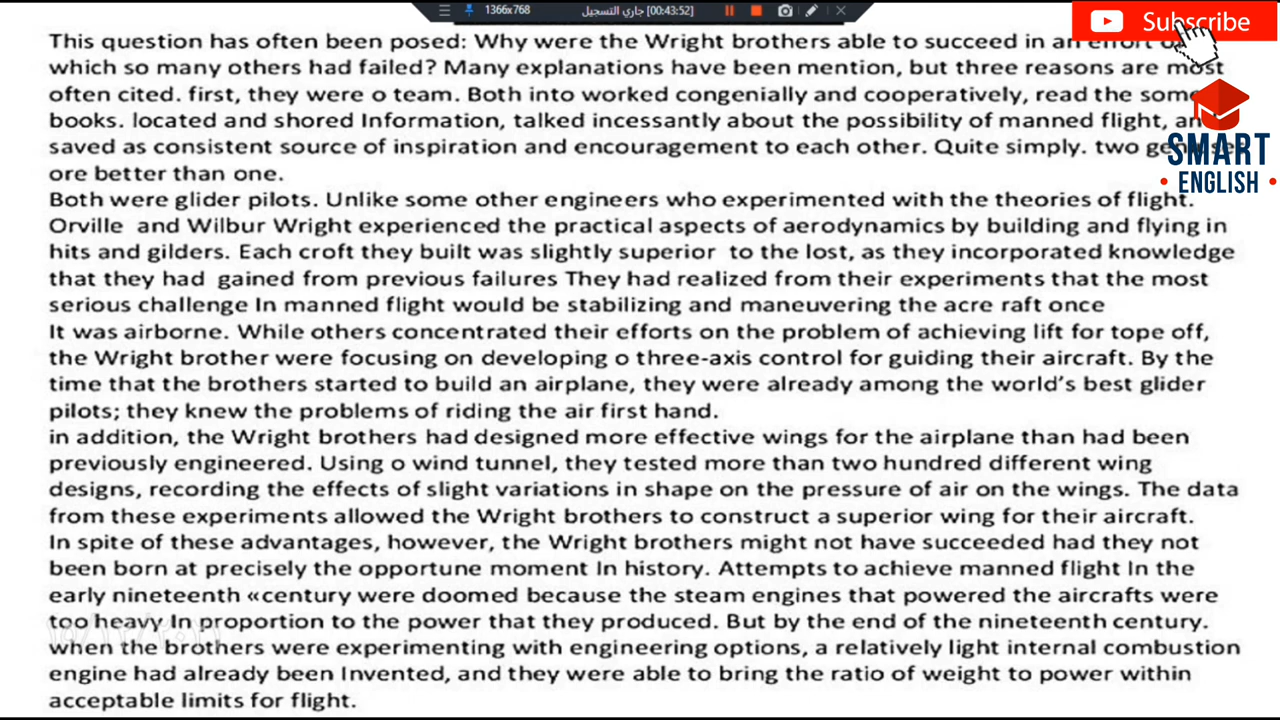 1366x768
جاري التسجيل [00:43:52]
Subscribe
SMART
ENGLISH
This question has often been posed: Why were the Wright brothers able to succeed in an effort
which so many others had failed? Many explanations have been mention, but three reasons are most
often cited. first, they were o team. Both into worked congenially and cooperatively, read the some
books. located and shored Information, talked incessantly about the possibility of manned flight, an
saved as consistent source of inspiration and encouragement to each other. Quite simply. two
ore better than one.
Both were glider pilots. Unlike some other engineers who experimented with the theories of flight.
Orville and Wilbur Wright experienced the practical aspects of aerodynamics by building and flying in
hits and gilders. Each croft they built was slightly superior to the lost, as they incorporated knowledge
that they had gained from previous failures They had realized from their experiments that the most
serious challenge In manned flight would be stabilizing and maneuvering the acre raft once
It was airborne. While others concentrated their efforts on the problem of achieving lift for tope off,
the Wright brother were focusing on developing o three-axis control for guiding their aircraft. By the
time that the brothers started to build an airplane, they were already among the world's best glider
pilots; they knew the problems of riding the air first hand.
in addition, the Wright brothers had designed more effective wings for the airplane than had been
previously engineered. Using o wind tunnel, they tested more than two hundred different wing
designs, recording the effects of slight variations in shape on the pressure of air on the wings. The data
from these experiments allowed the Wright brothers to construct a superior wing for their aircraft.
In spite of these advantages, however, the Wright brothers might not have succeeded had they not
been born at precisely the opportune moment In history. Attempts to achieve manned flight In the
early nineteenth «century were doomed because the steam engines that powered the aircrafts were
too heavy In proportion to the power that they produced. But by the end of the nineteenth century.
when the brothers were experimenting with engineering options, a relatively light internal combustion
engine had already been Invented, and they were able to bring the ratio of weight to power within
acceptable limits for flight.